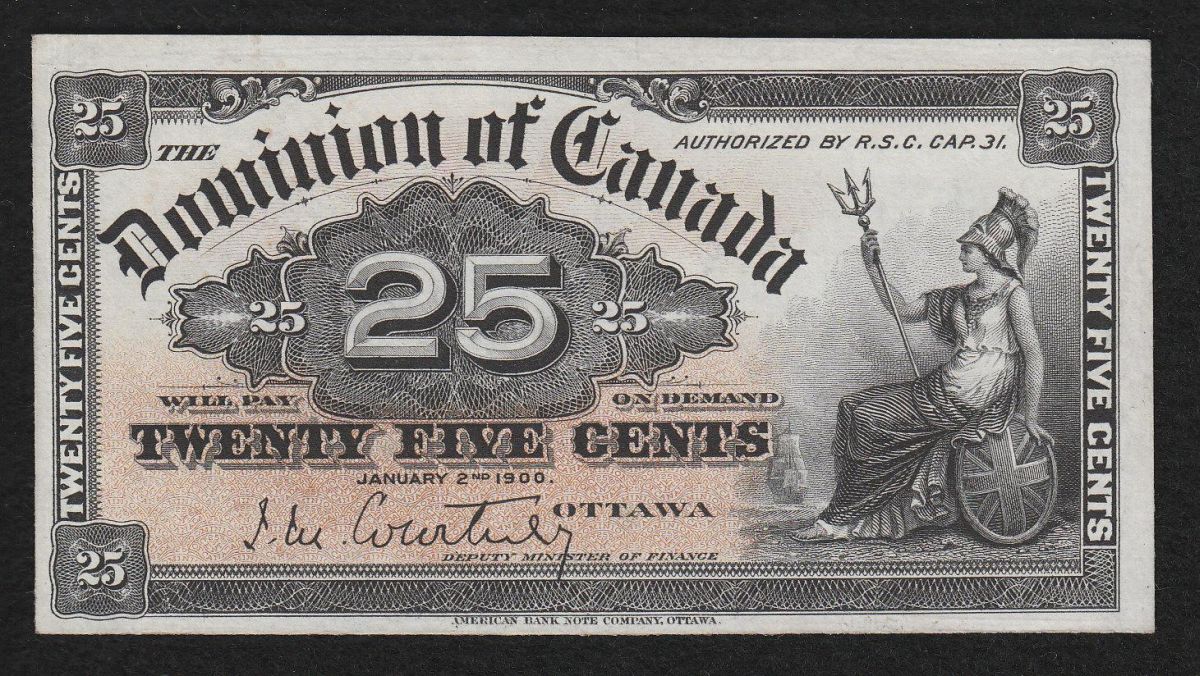 25
25
THE
Dominion of Canada
AUTHORIZED BY R.S.C. CAP. 31.
TWENTY FIVE CENTS
TWENTY FIVE CENTS
25
25
25
WILL PAY
ON DEMAND
TWENTY FIVE CENTS
JANUARY 2ND 1900.
OTTAWA
J. M. Courtney
DEPUTY MINISTER OF FINANCE
25
AMERICAN BANK NOTE COMPANY, OTTAWA.